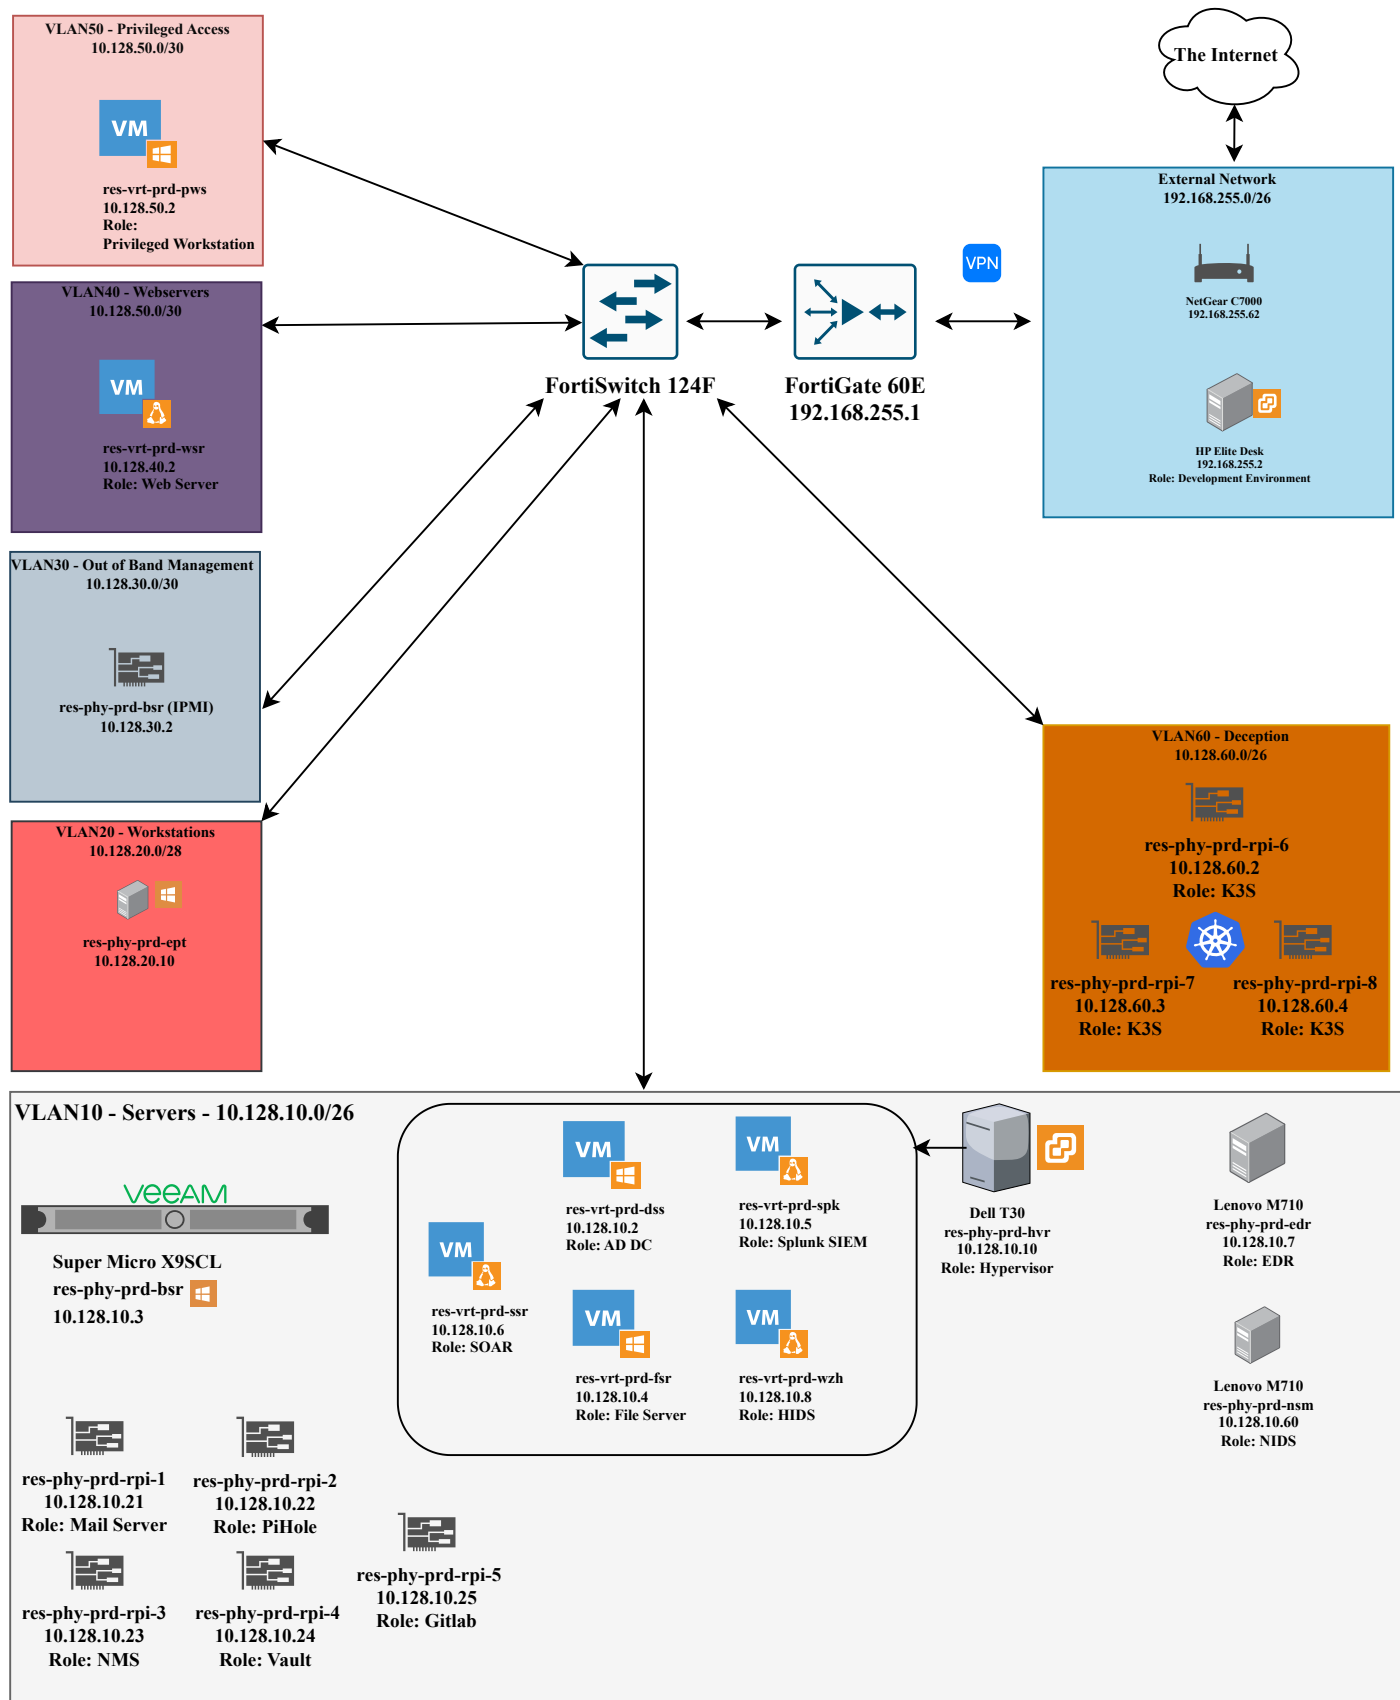 VLAN50 - Privileged Access
10.128.50.0/30
VM
res-vrt-prd-pws
10.128.50.2
Role:
Privileged Workstation
The Internet
External Network
192.168.255.0/26
NetGear C7000
192.168.255.62
HP Elite Desk
192.168.255.2
Role: Development Environment
VPN
FortiSwitch 124F
FortiGate 60E
192.168.255.1
VLAN40 - Webservers
10.128.50.0/30
VM
res-vrt-prd-wsr
10.128.40.2
Role: Web Server
VLAN30 - Out of Band Management
10.128.30.0/30
res-phy-prd-bsr (IPMI)
10.128.30.2
VLAN20 - Workstations
10.128.20.0/28
res-phy-prd-ept
10.128.20.10
VLAN60 - Deception
10.128.60.0/26
res-phy-prd-rpi-6
10.128.60.2
Role: K3S
res-phy-prd-rpi-7
10.128.60.3
Role: K3S
res-phy-prd-rpi-8
10.128.60.4
Role: K3S
VLAN10 - Servers - 10.128.10.0/26
veeAM
Super Micro X9SCL
res-phy-prd-bsr
10.128.10.3
VM
res-vrt-prd-dss
10.128.10.2
Role: AD DC
VM
res-vrt-prd-spk
10.128.10.5
Role: Splunk SIEM
VM
res-vrt-prd-ssr
10.128.10.6
Role: SOAR
VM
res-vrt-prd-fsr
10.128.10.4
Role: File Server
VM
res-vrt-prd-wzh
10.128.10.8
Role: HIDS
Dell T30
res-phy-prd-hvr
10.128.10.10
Role: Hypervisor
Lenovo M710
res-phy-prd-edr
10.128.10.7
Role: EDR
Lenovo M710
res-phy-prd-nsm
10.128.10.60
Role: NIDS
res-phy-prd-rpi-1
10.128.10.21
Role: Mail Server
res-phy-prd-rpi-2
10.128.10.22
Role: PiHole
res-phy-prd-rpi-3
10.128.10.23
Role: NMS
res-phy-prd-rpi-4
10.128.10.24
Role: Vault
res-phy-prd-rpi-5
10.128.10.25
Role: Gitlab